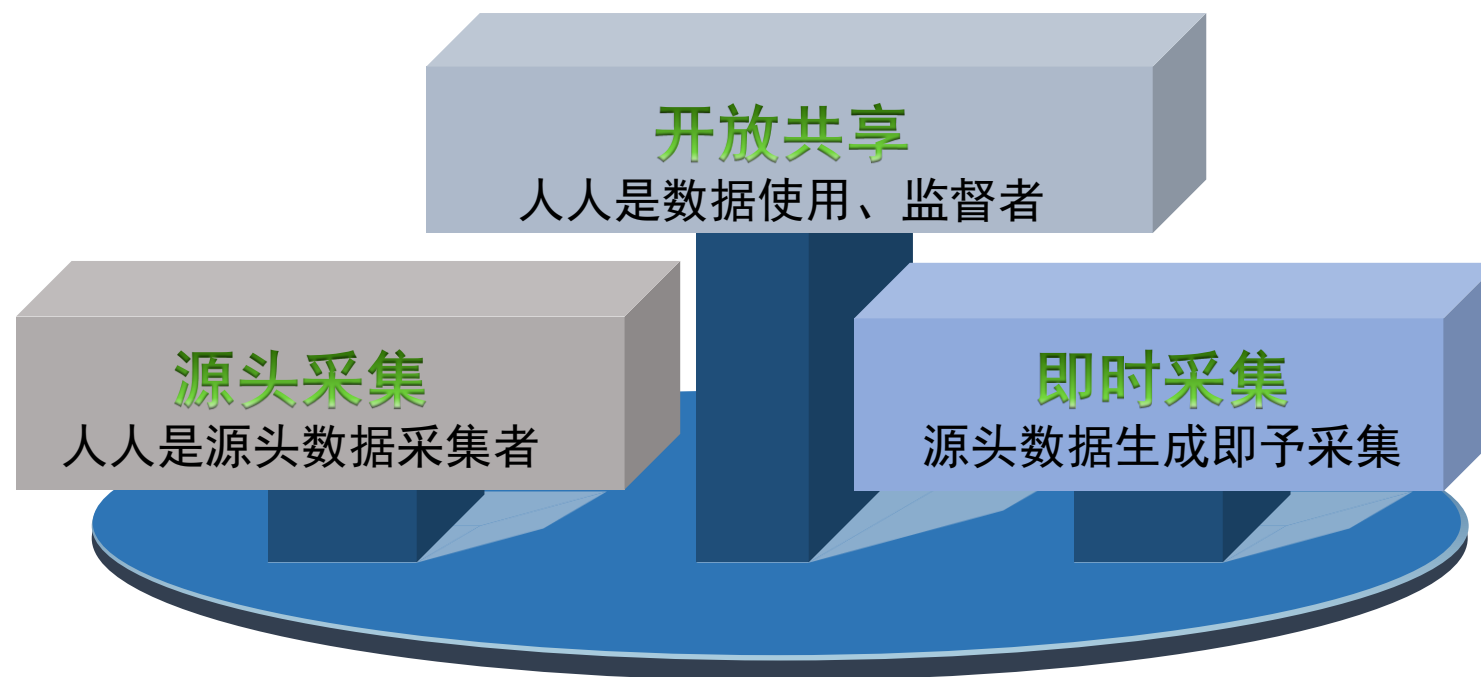 开放共享
人人是数据使用、监督者
源头采集
人人是源头数据采集者
即时采集
源头数据生成即予采集